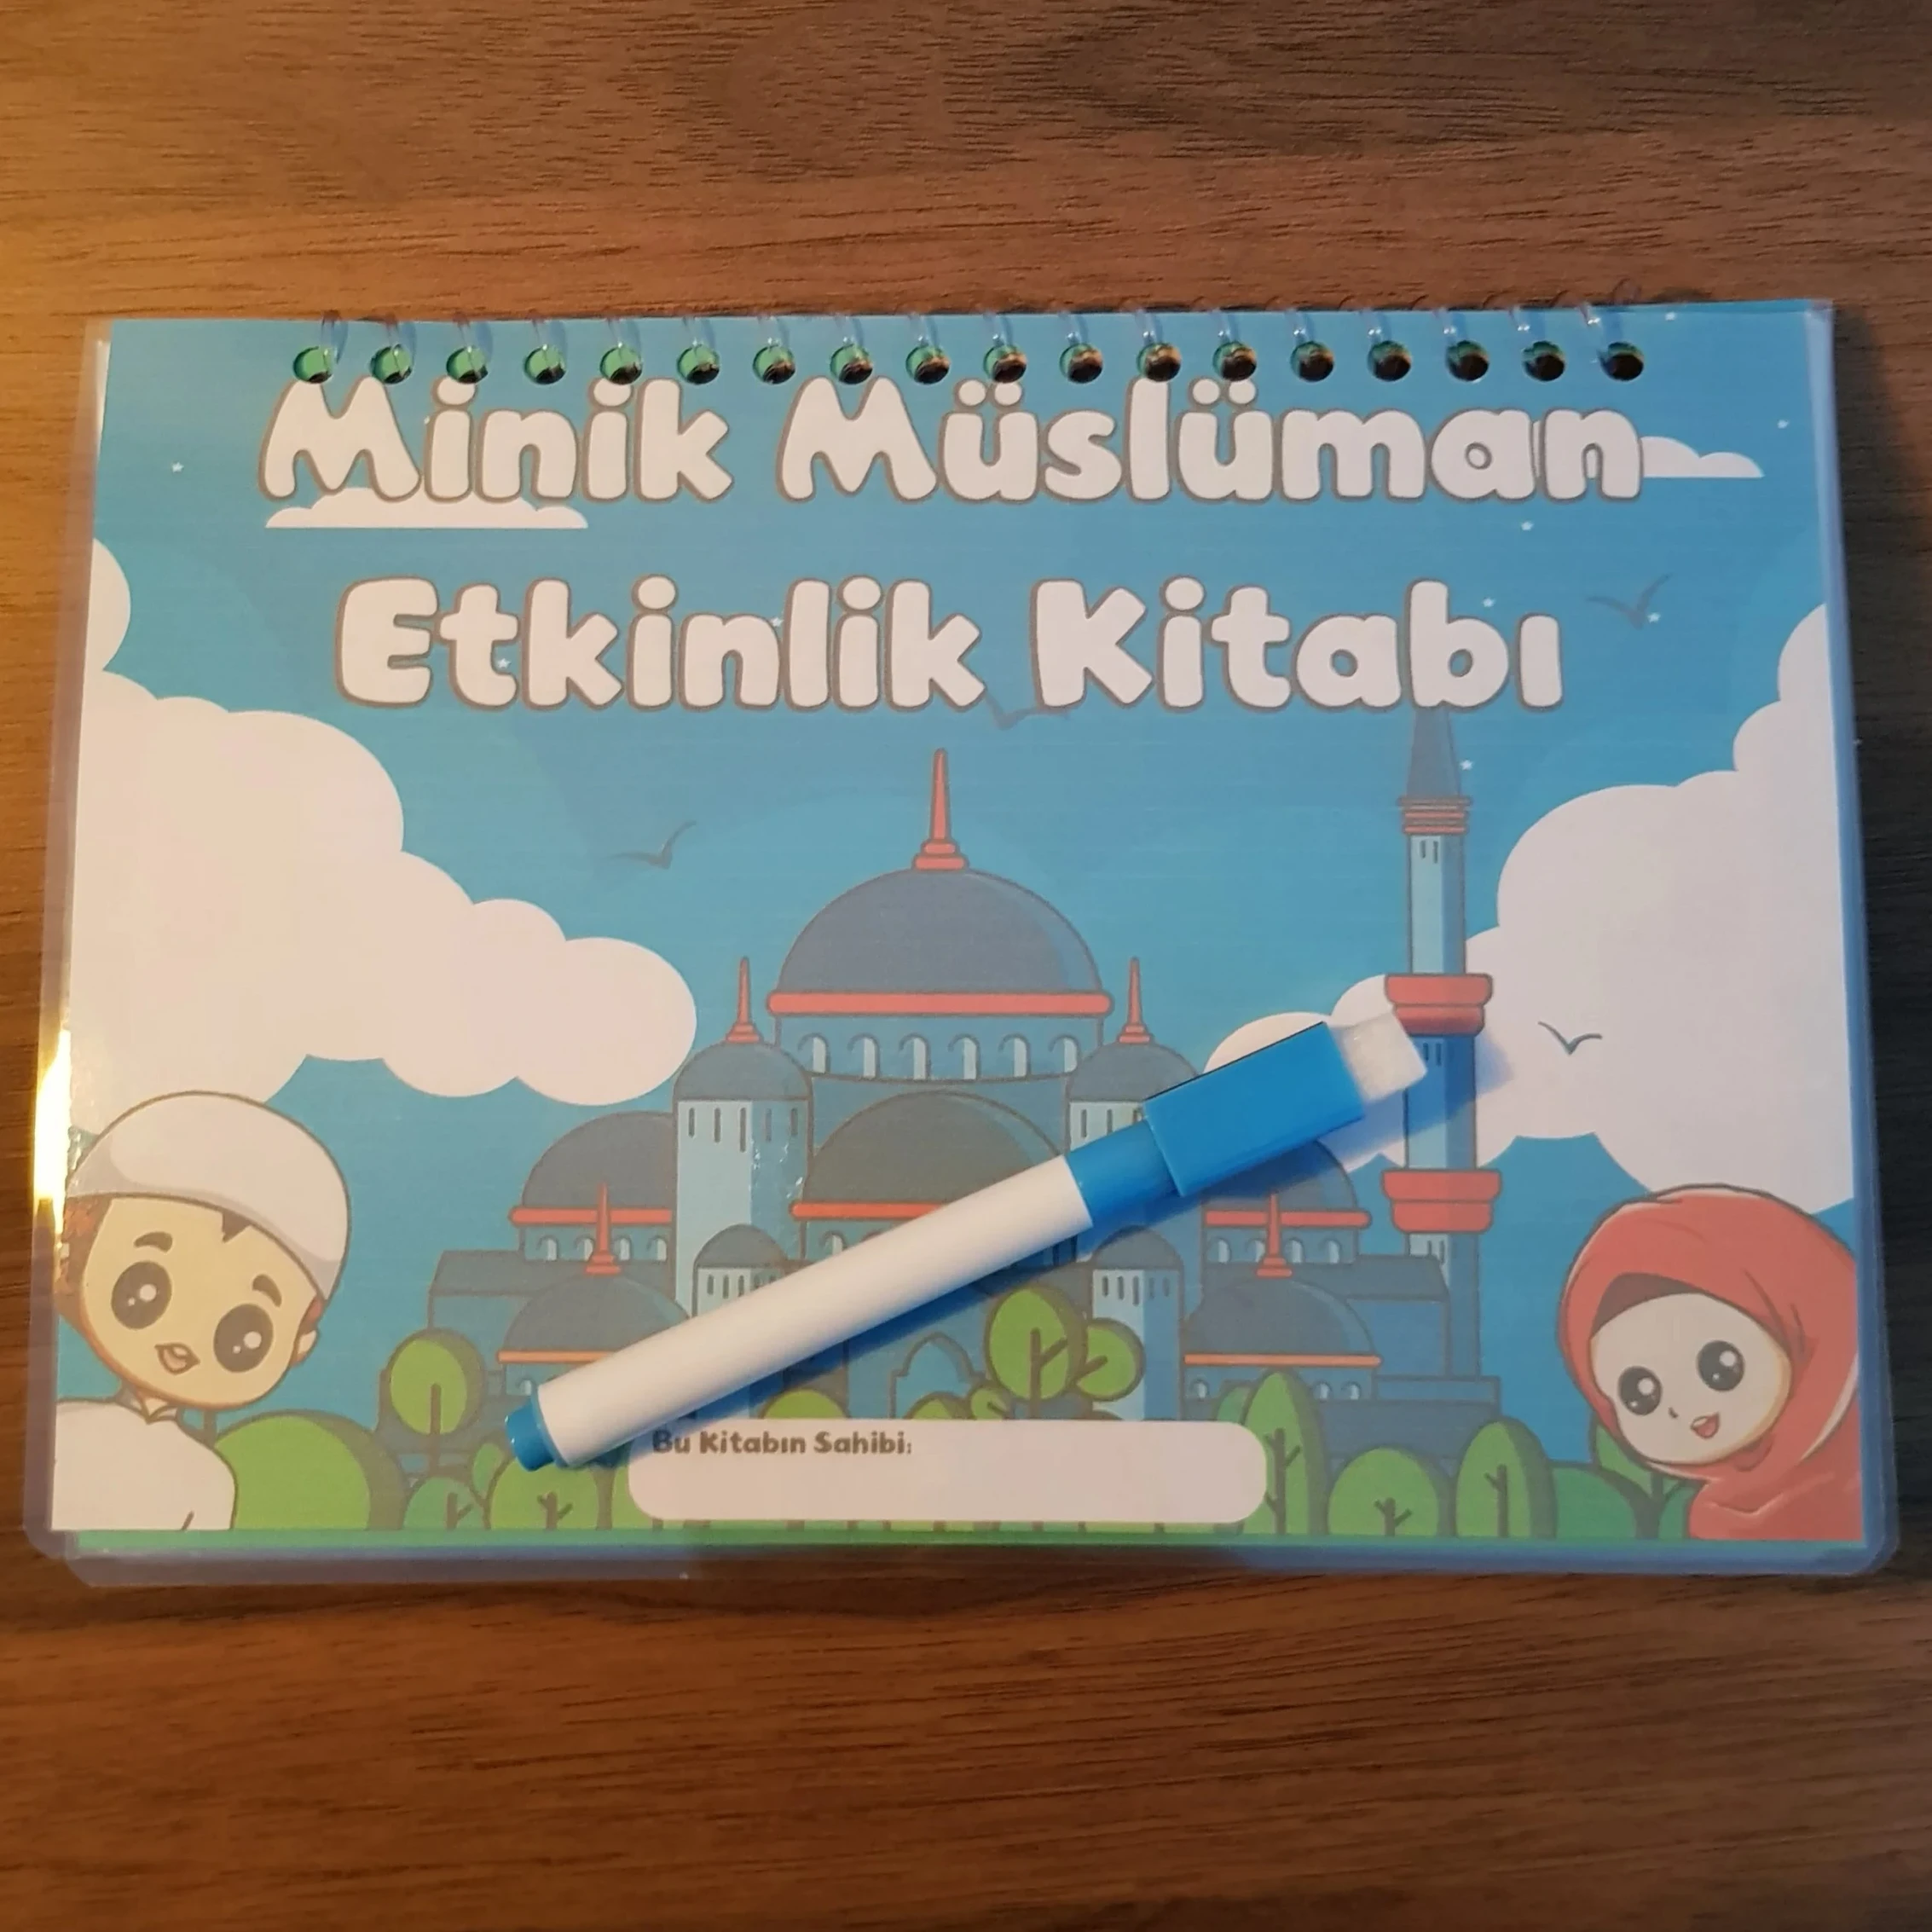 Minik Müslüman
Etkinlik Kitabı
Bu Kitabın Sahibi: